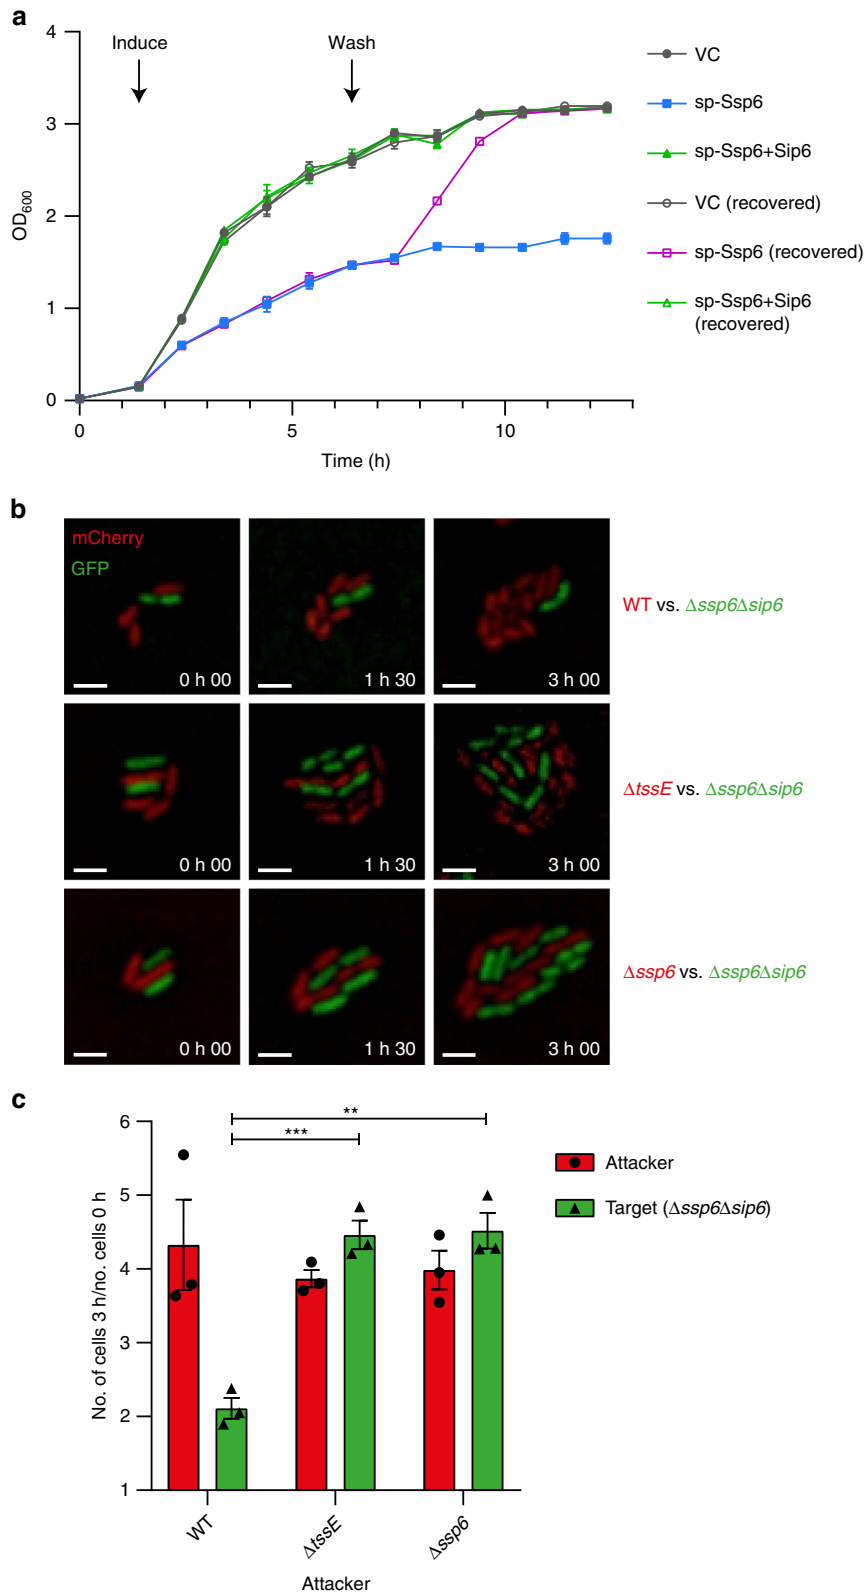 a
Induce
Wash
4
3
2
1
0
OD600
0
5
10
Time (h)
VC
sp-Ssp6
sp-Ssp6+Sip6
VC (recovered)
sp-Ssp6 (recovered)
sp-Ssp6+Sip6
(recovered)
b
mCherry
GFP
0 h 00
1 h 30
3 h 00
WT vs. Δssp6Δsip6
0 h 00
1 h 30
3 h 00
ΔtssE vs. Δssp6Δsip6
0 h 00
1 h 30
3 h 00
Δssp6 vs. Δssp6Δsip6
c
**
***
6
5
4
3
2
1
No. of cells 3 h/no. cells 0 h
WT
ΔtssE
Δssp6
Attacker
Attacker
Target (Δssp6Δsip6)